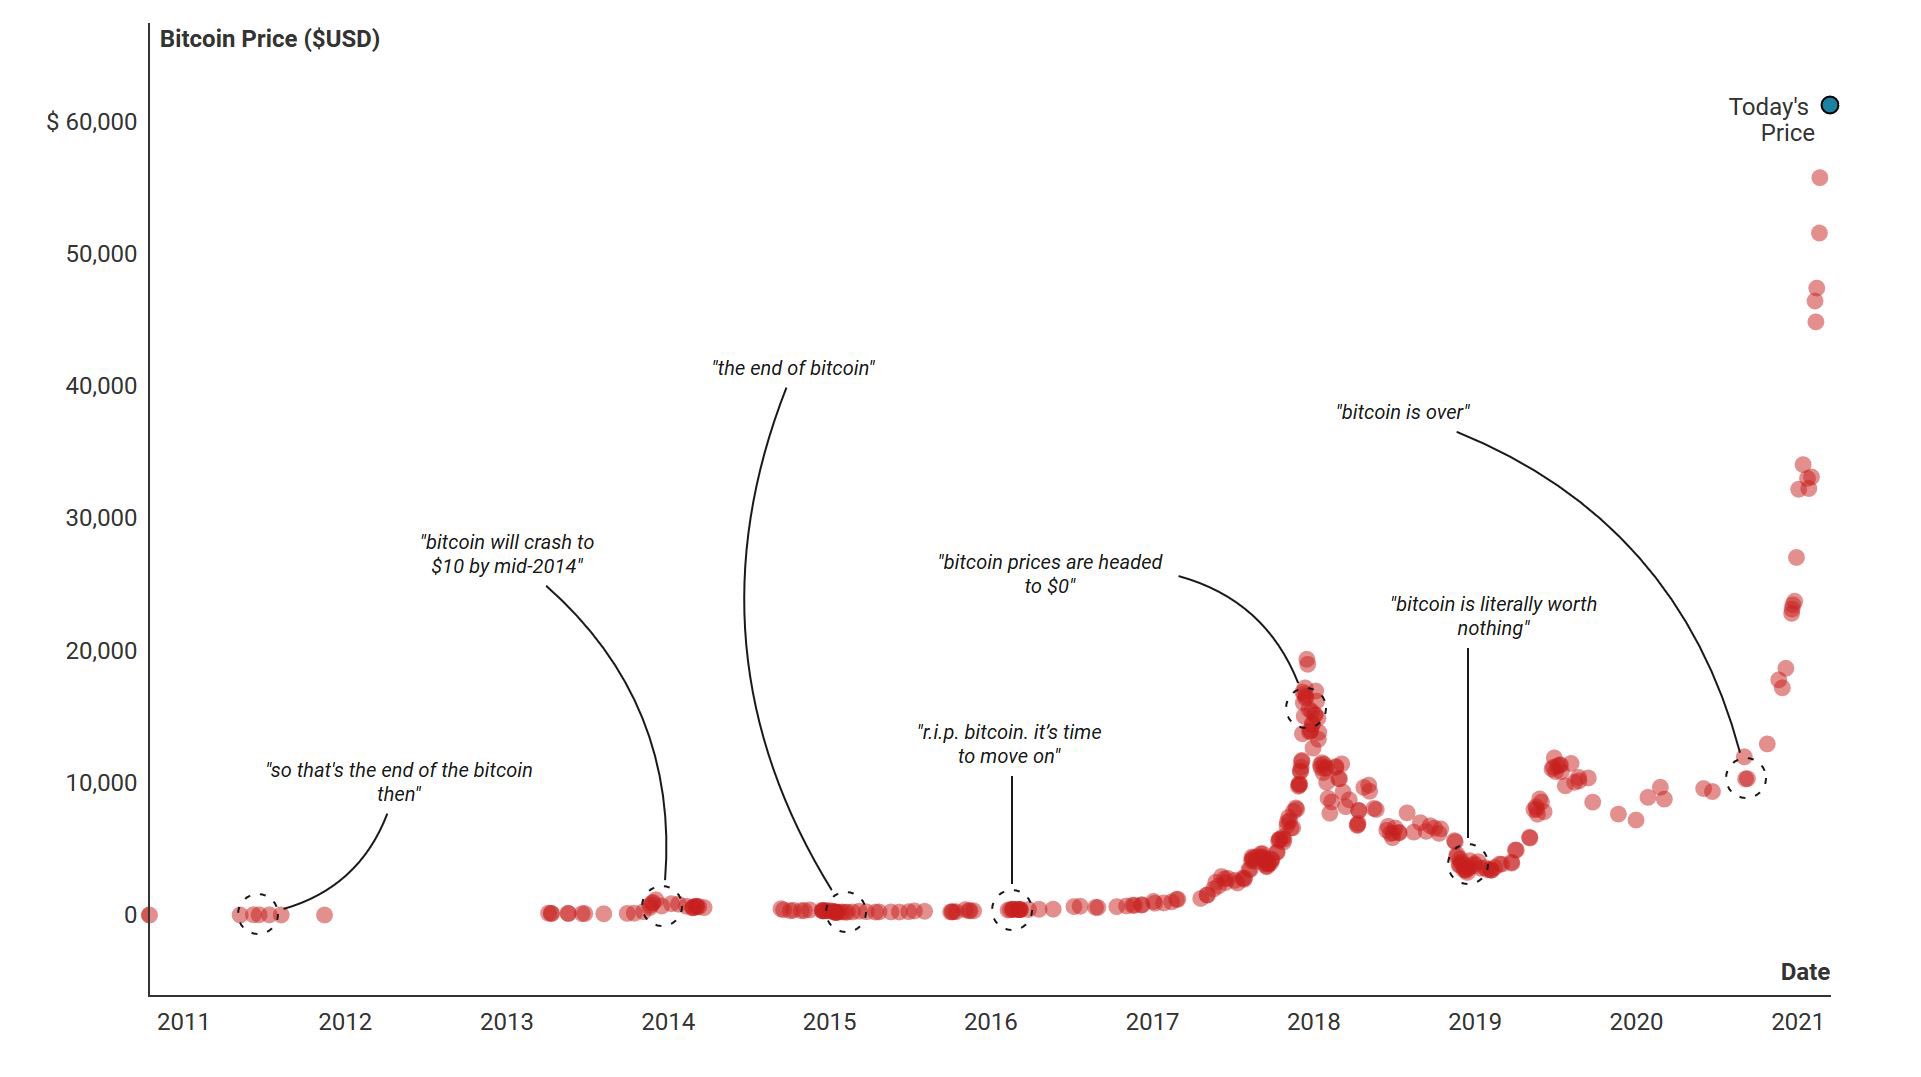 Bitcoin Price ($USD)
$ 60,000
50,000
40,000
30,000
20,000
10,000
0
Today's
Price
"the end of bitcoin"
"bitcoin is over"
"bitcoin will crash to
$10 by mid-2014"
"bitcoin prices are headed
to $0"
"bitcoin is literally worth
nothing"
"r.i.p. bitcoin. it’s time
to move on"
"so that's the end of the bitcoin
then"
Date
2011 2012 2013 2014 2015 2016 2017 2018 2019 2020 2021